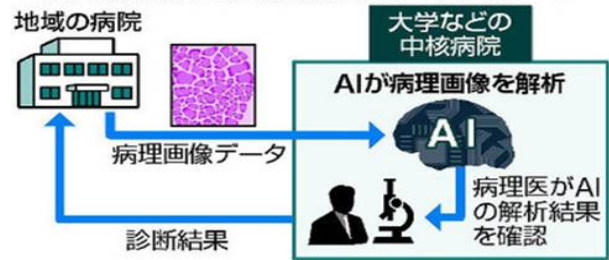 地域の病院
大学などの
中核病院
AIが病理画像を解析
AI
病理画像データ
病理医がAI
の解析結果
を確認
診断結果